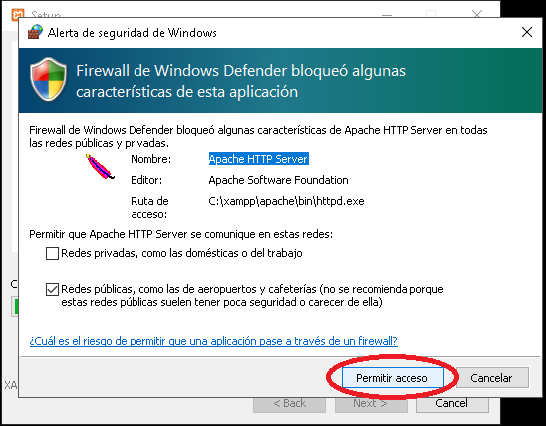 Setup
Alerta de seguridad de Windows
Firewall de Windows Defender bloqueó algunas
características de esta aplicación
Firewall de Windows Defender bloqueó algunas características de Apache HTTP Server en todas
las redes públicas y privadas.
Nombre: Apache HTTP Server
Editor: Apache Software Foundation
Ruta de acceso: C:\xampp\apache\bin\httpd.exe
Permitir que Apache HTTP Server se comunique en estas redes:
Redes privadas, como las domésticas o del trabajo
Redes públicas, como las de aeropuertos y cafeterías (no se recomienda porque
estas redes públicas suelen tener poca seguridad o carecer de ella)
¿Cuál es el riesgo de permitir que una aplicación pase a través de un firewall?
Permitir acceso Cancelar
XA
< Back Next > Cancel